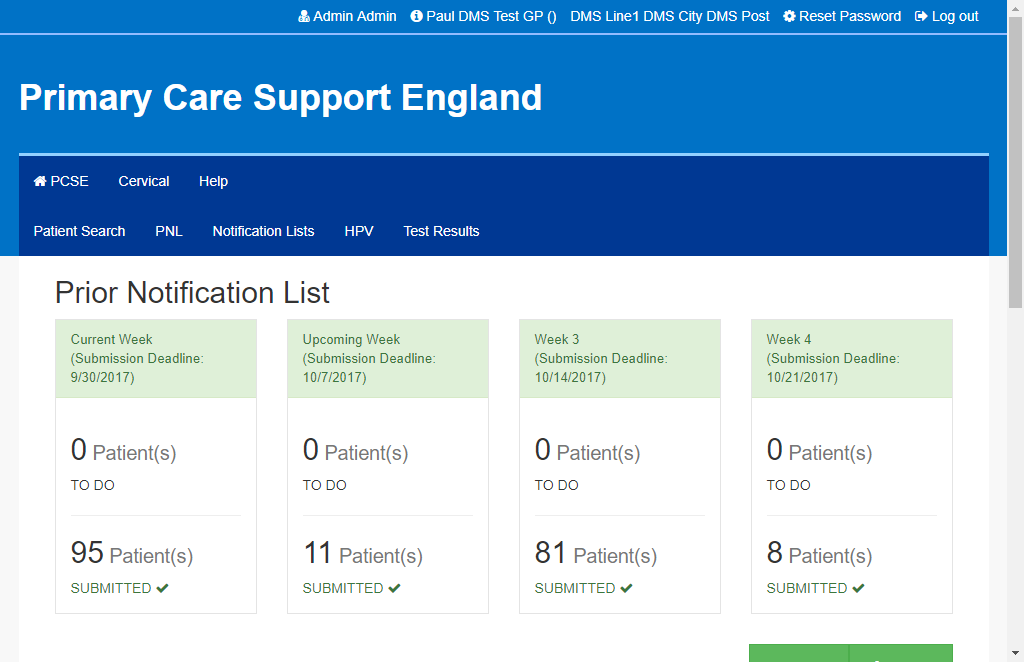 Admin Admin Paul DMS Test GP () DMS Line1 DMS City DMS Post Reset Password Log out
Primary Care Support England
PCSE Cervical Help
Patient Search PNL Notification Lists HPV Test Results
Prior Notification List
Current Week
(Submission Deadline:
9/30/2017)
0 Patient(s)
TO DO
95 Patient(s)
SUBMITTED
Upcoming Week
(Submission Deadline:
10/7/2017)
0 Patient(s)
TO DO
11 Patient(s)
SUBMITTED
Week 3
(Submission Deadline:
10/14/2017)
0 Patient(s)
TO DO
81 Patient(s)
SUBMITTED
Week 4
(Submission Deadline:
10/21/2017)
0 Patient(s)
TO DO
8 Patient(s)
SUBMITTED